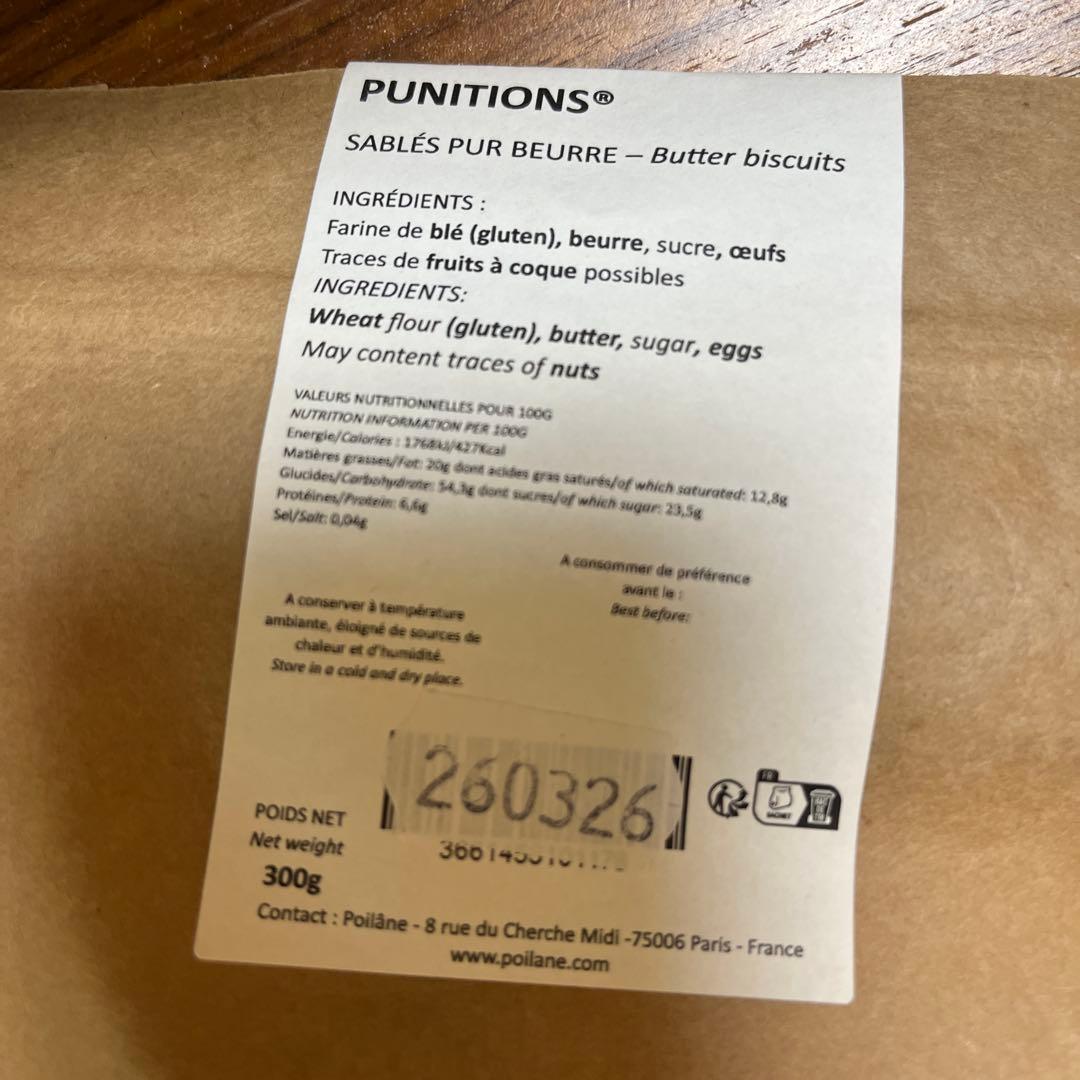 PUNITIONS®
SABLÉS PUR BEURRE – Butter biscuits
INGRÉDIENTS :
Farine de blé (gluten), beurre, sucre, œufs
Traces de fruits à coque possibles
INGREDIENTS:
Wheat flour (gluten), butter, sugar, eggs
May content traces of nuts
VALEURS NUTRITIONNELLES POUR 100G
NUTRITION INFORMATION PER 100G
Energie/Calories : 1768kJ/427Kcal
Matières grasses/Fat: 20g dont acides gras saturés/of which saturated: 12,8g
Glucides/Carbohydrate: 54,3g dont sucres/of which sugar: 23,5g
Protéines/Protein: 6,6g
Sel/Salt: 0,04g
A consommer de préférence
avant le :
Best before:
A conserver à température
ambiante, éloigné de sources de
chaleur et d'humidité.
Store in a cold and dry place.
260326
FR
SACHET
POIDS NET
Net weight
300g
Contact : Poilâne - 8 rue du Cherche Midi -75006 Paris - France
www.poilane.com